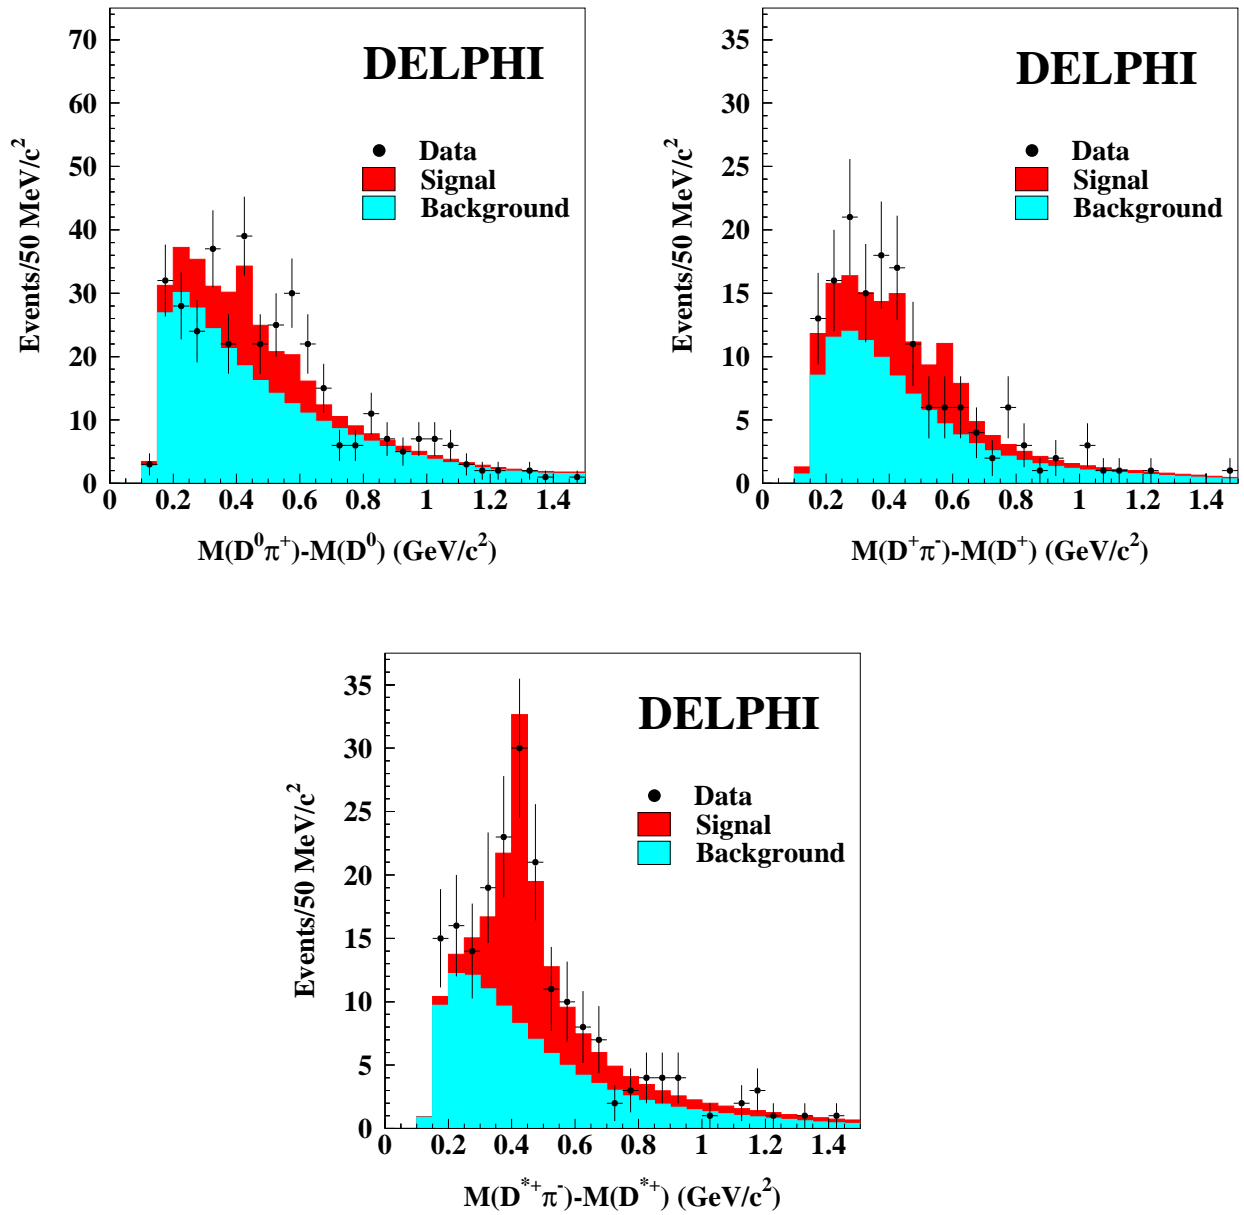 DELPHI
Data
Signal
Background
Events/50 MeV/c²
70
60
50
40
30
20
10
0
0 0.2 0.4 0.6 0.8 1 1.2 1.4
M(D⁰π⁺)-M(D⁰) (GeV/c²)
DELPHI
Data
Signal
Background
Events/50 MeV/c²
35
30
25
20
15
10
5
0
0 0.2 0.4 0.6 0.8 1 1.2 1.4
M(D⁺π⁻)-M(D⁺) (GeV/c²)
DELPHI
Data
Signal
Background
Events/50 MeV/c²
35
30
25
20
15
10
5
0
0 0.2 0.4 0.6 0.8 1 1.2 1.4
M(D*⁺π⁻)-M(D*⁺) (GeV/c²)